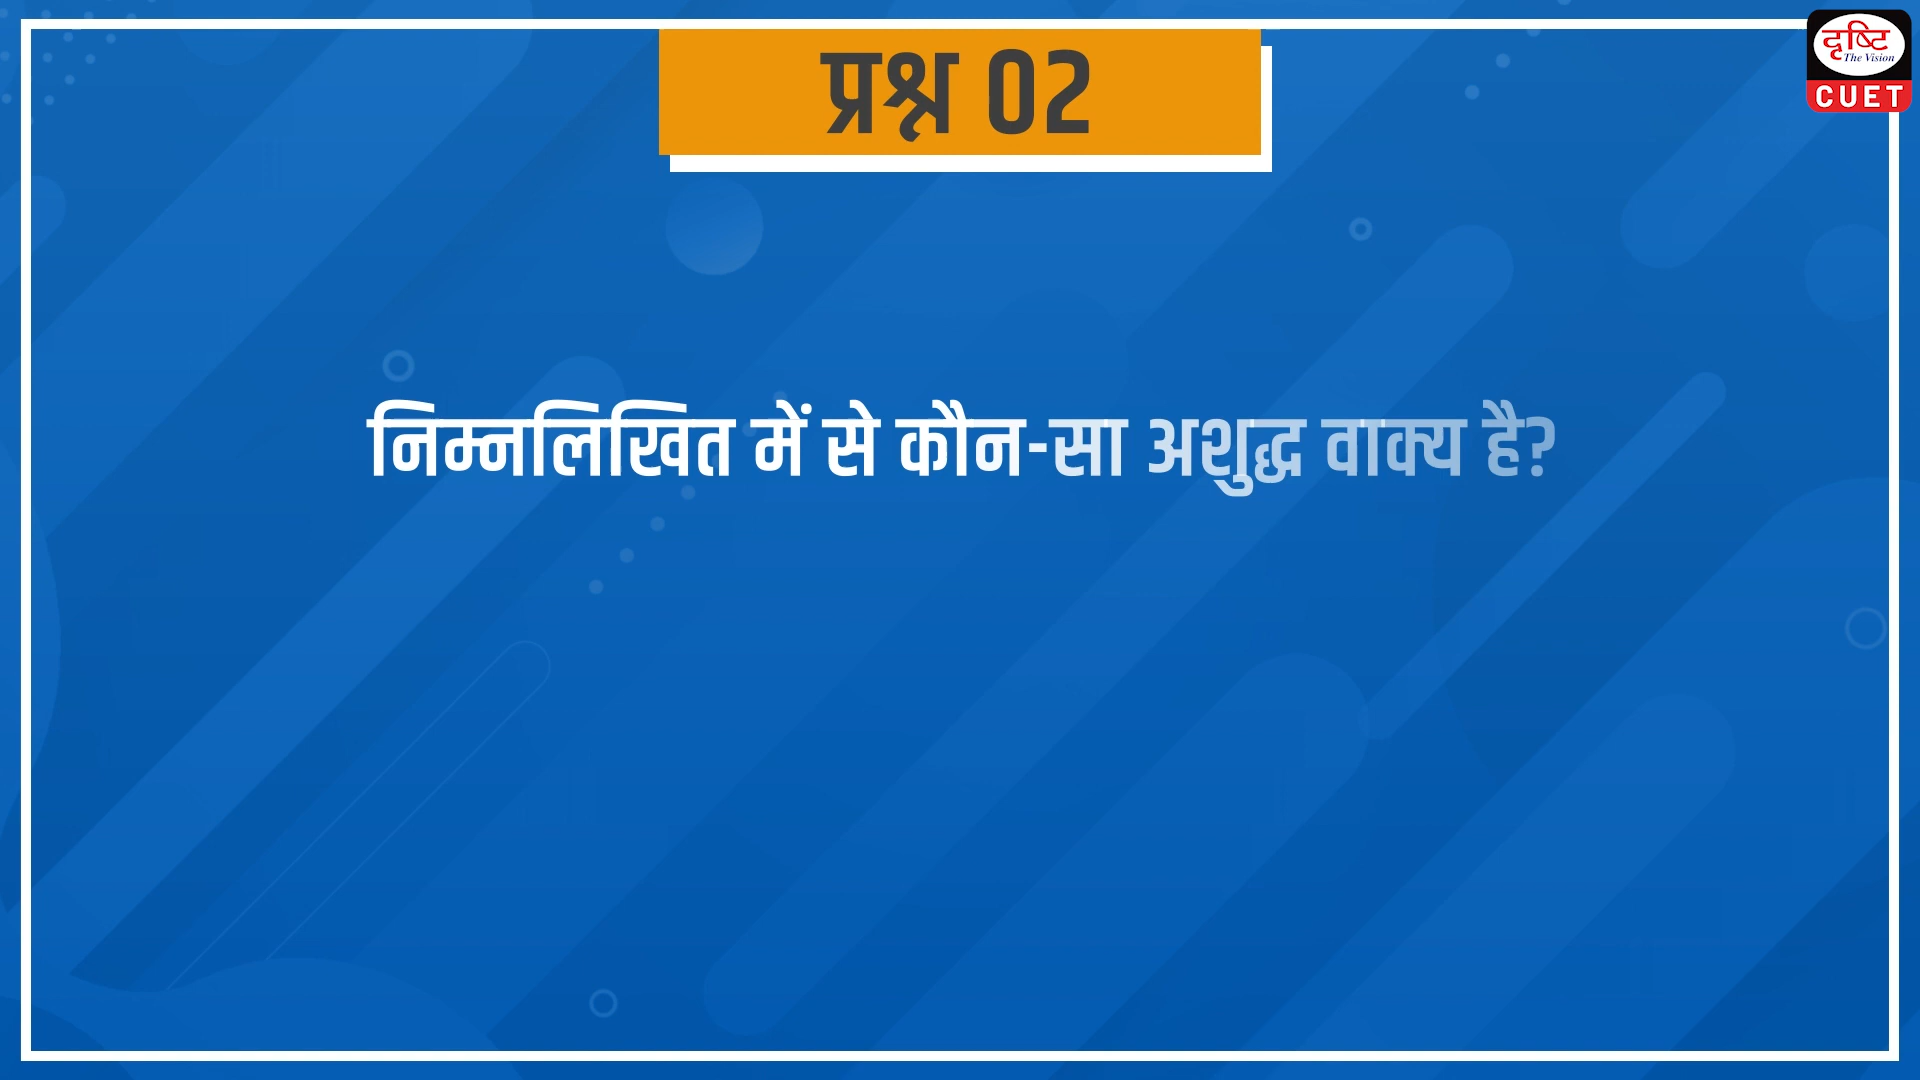 प्रश्न 02
दृष्टि
The Vision
CUET
निम्नलिखित में से कौन-सा अशुद्ध वाक्य है?